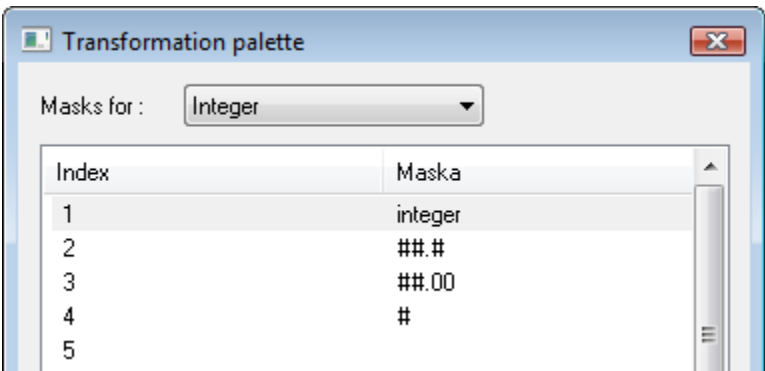 Transformation palette
Masks for : Integer
Index Maska
1 integer
2 ##.#
3 ##.00
4 #
5